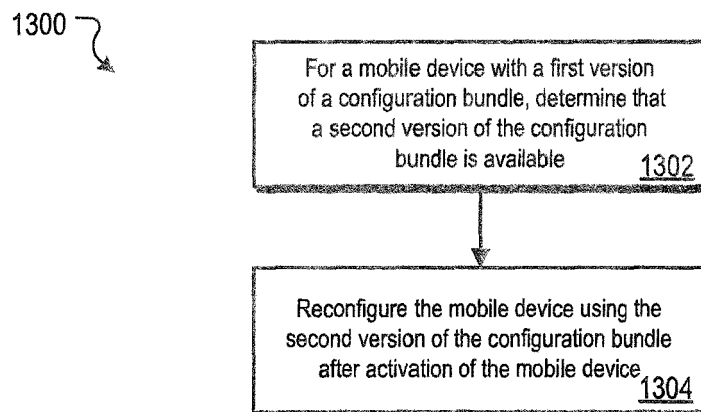 1300
For a mobile device with a first version
of a configuration bundle, determine that
a second version of the configuration
bundle is available
1302
Reconfigure the mobile device using the
second version of the configuration bundle
after activation of the mobile device
1304